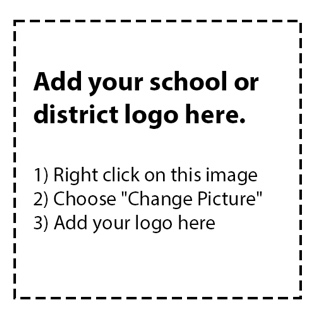 Add your school or
district logo here.
1) Right click on this image
2) Choose "Change Picture"
3) Add your logo here